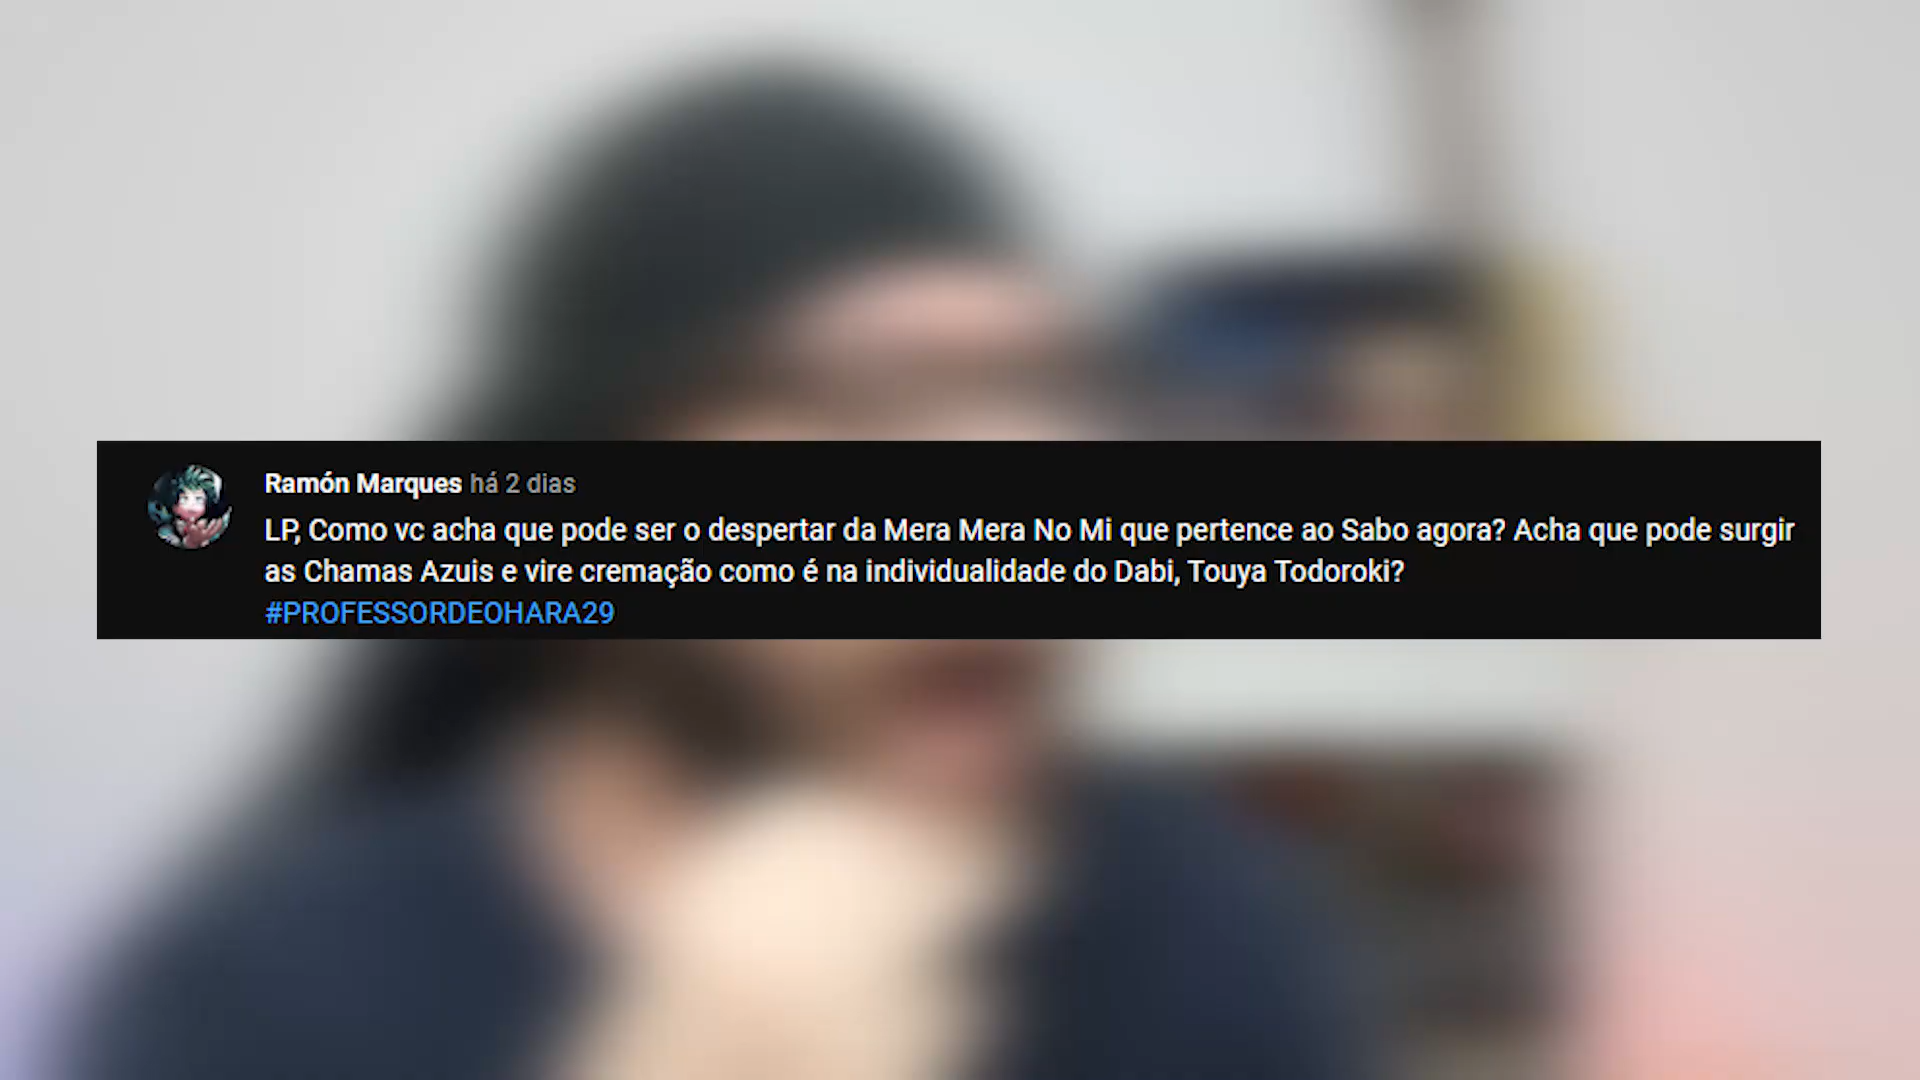 Ramón Marques há 2 dias
LP, Como vc acha que pode ser o despertar da Mera Mera No Mi que pertence ao Sabo agora? Acha que pode surgir
as Chamas Azuis e vire cremação como é na individualidade do Dabi, Touya Todoroki?
#PROFESSORDEOHARA29